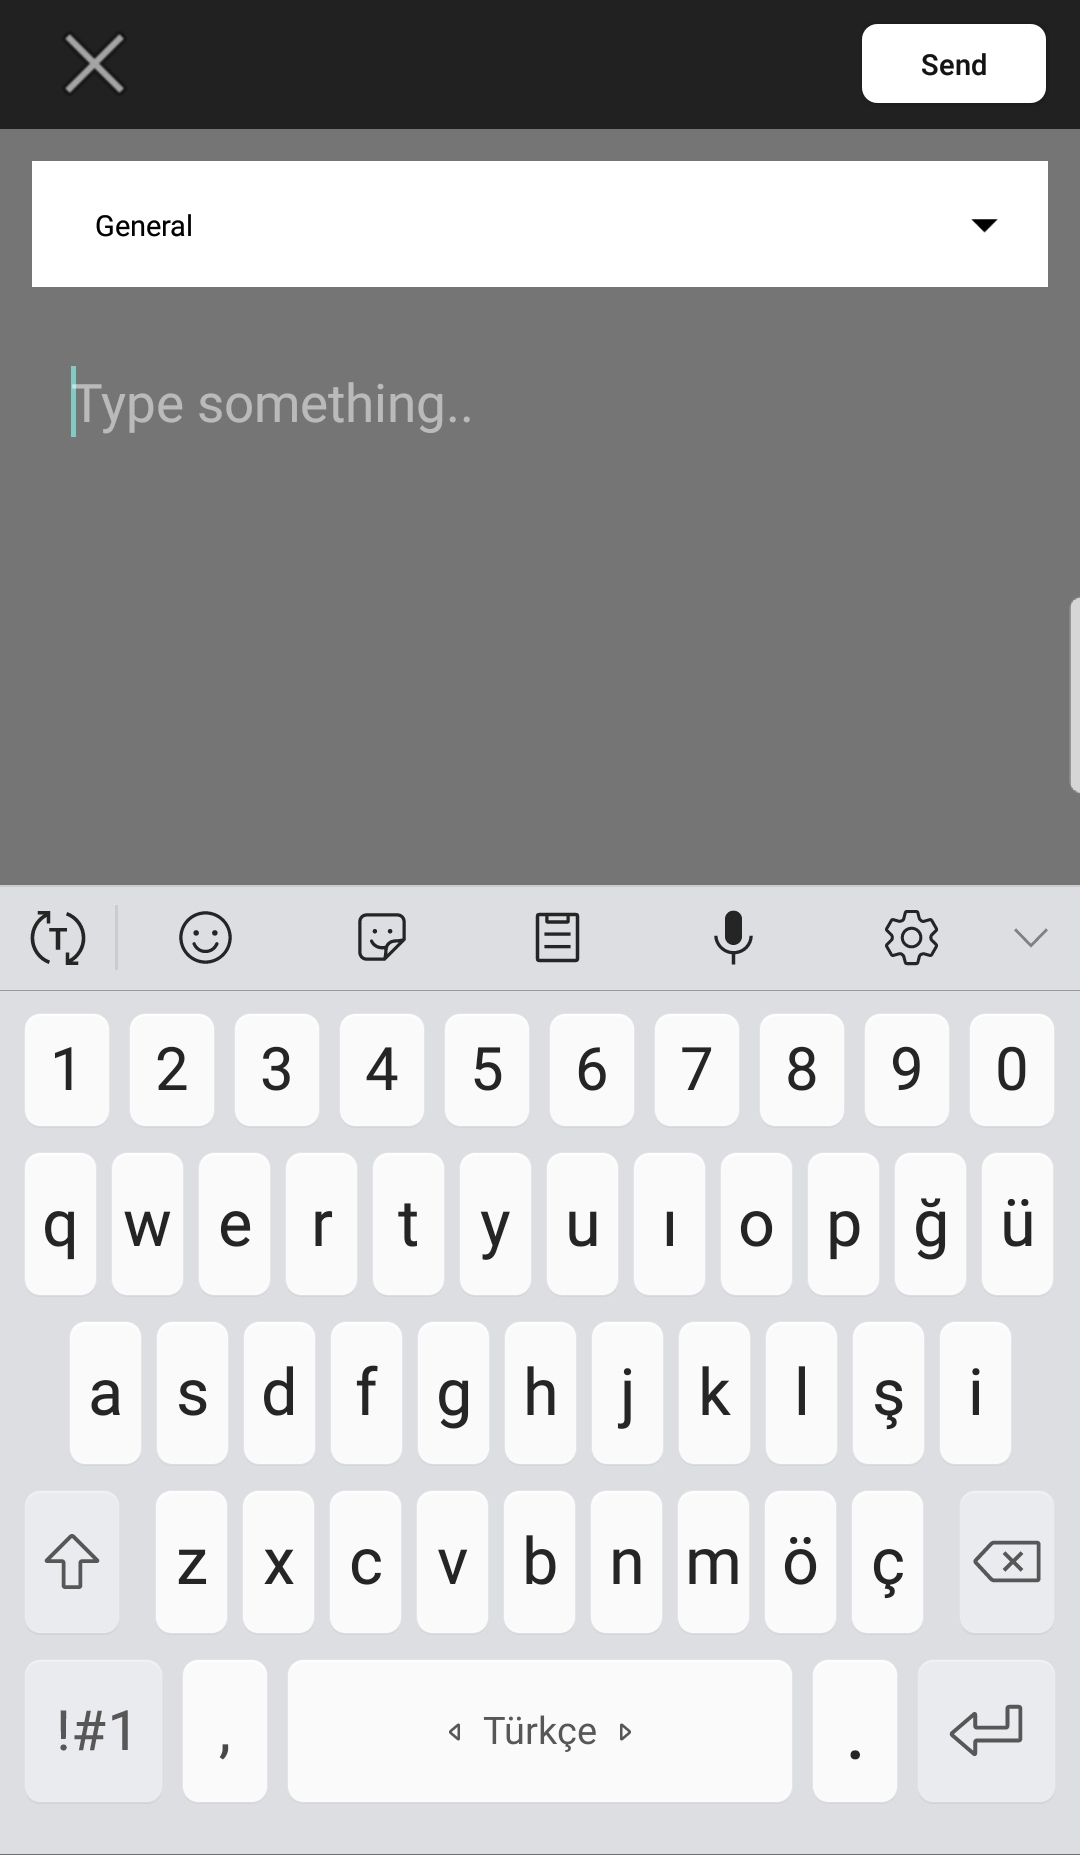 Send
General
Type something..
T
1 2 3 4 5 6 7 8 9 0
q w e r t y u ı o p ğ ü
a s d f g h j k l ş i
z x c v b n m ö ç
!#1 , Türkçe .